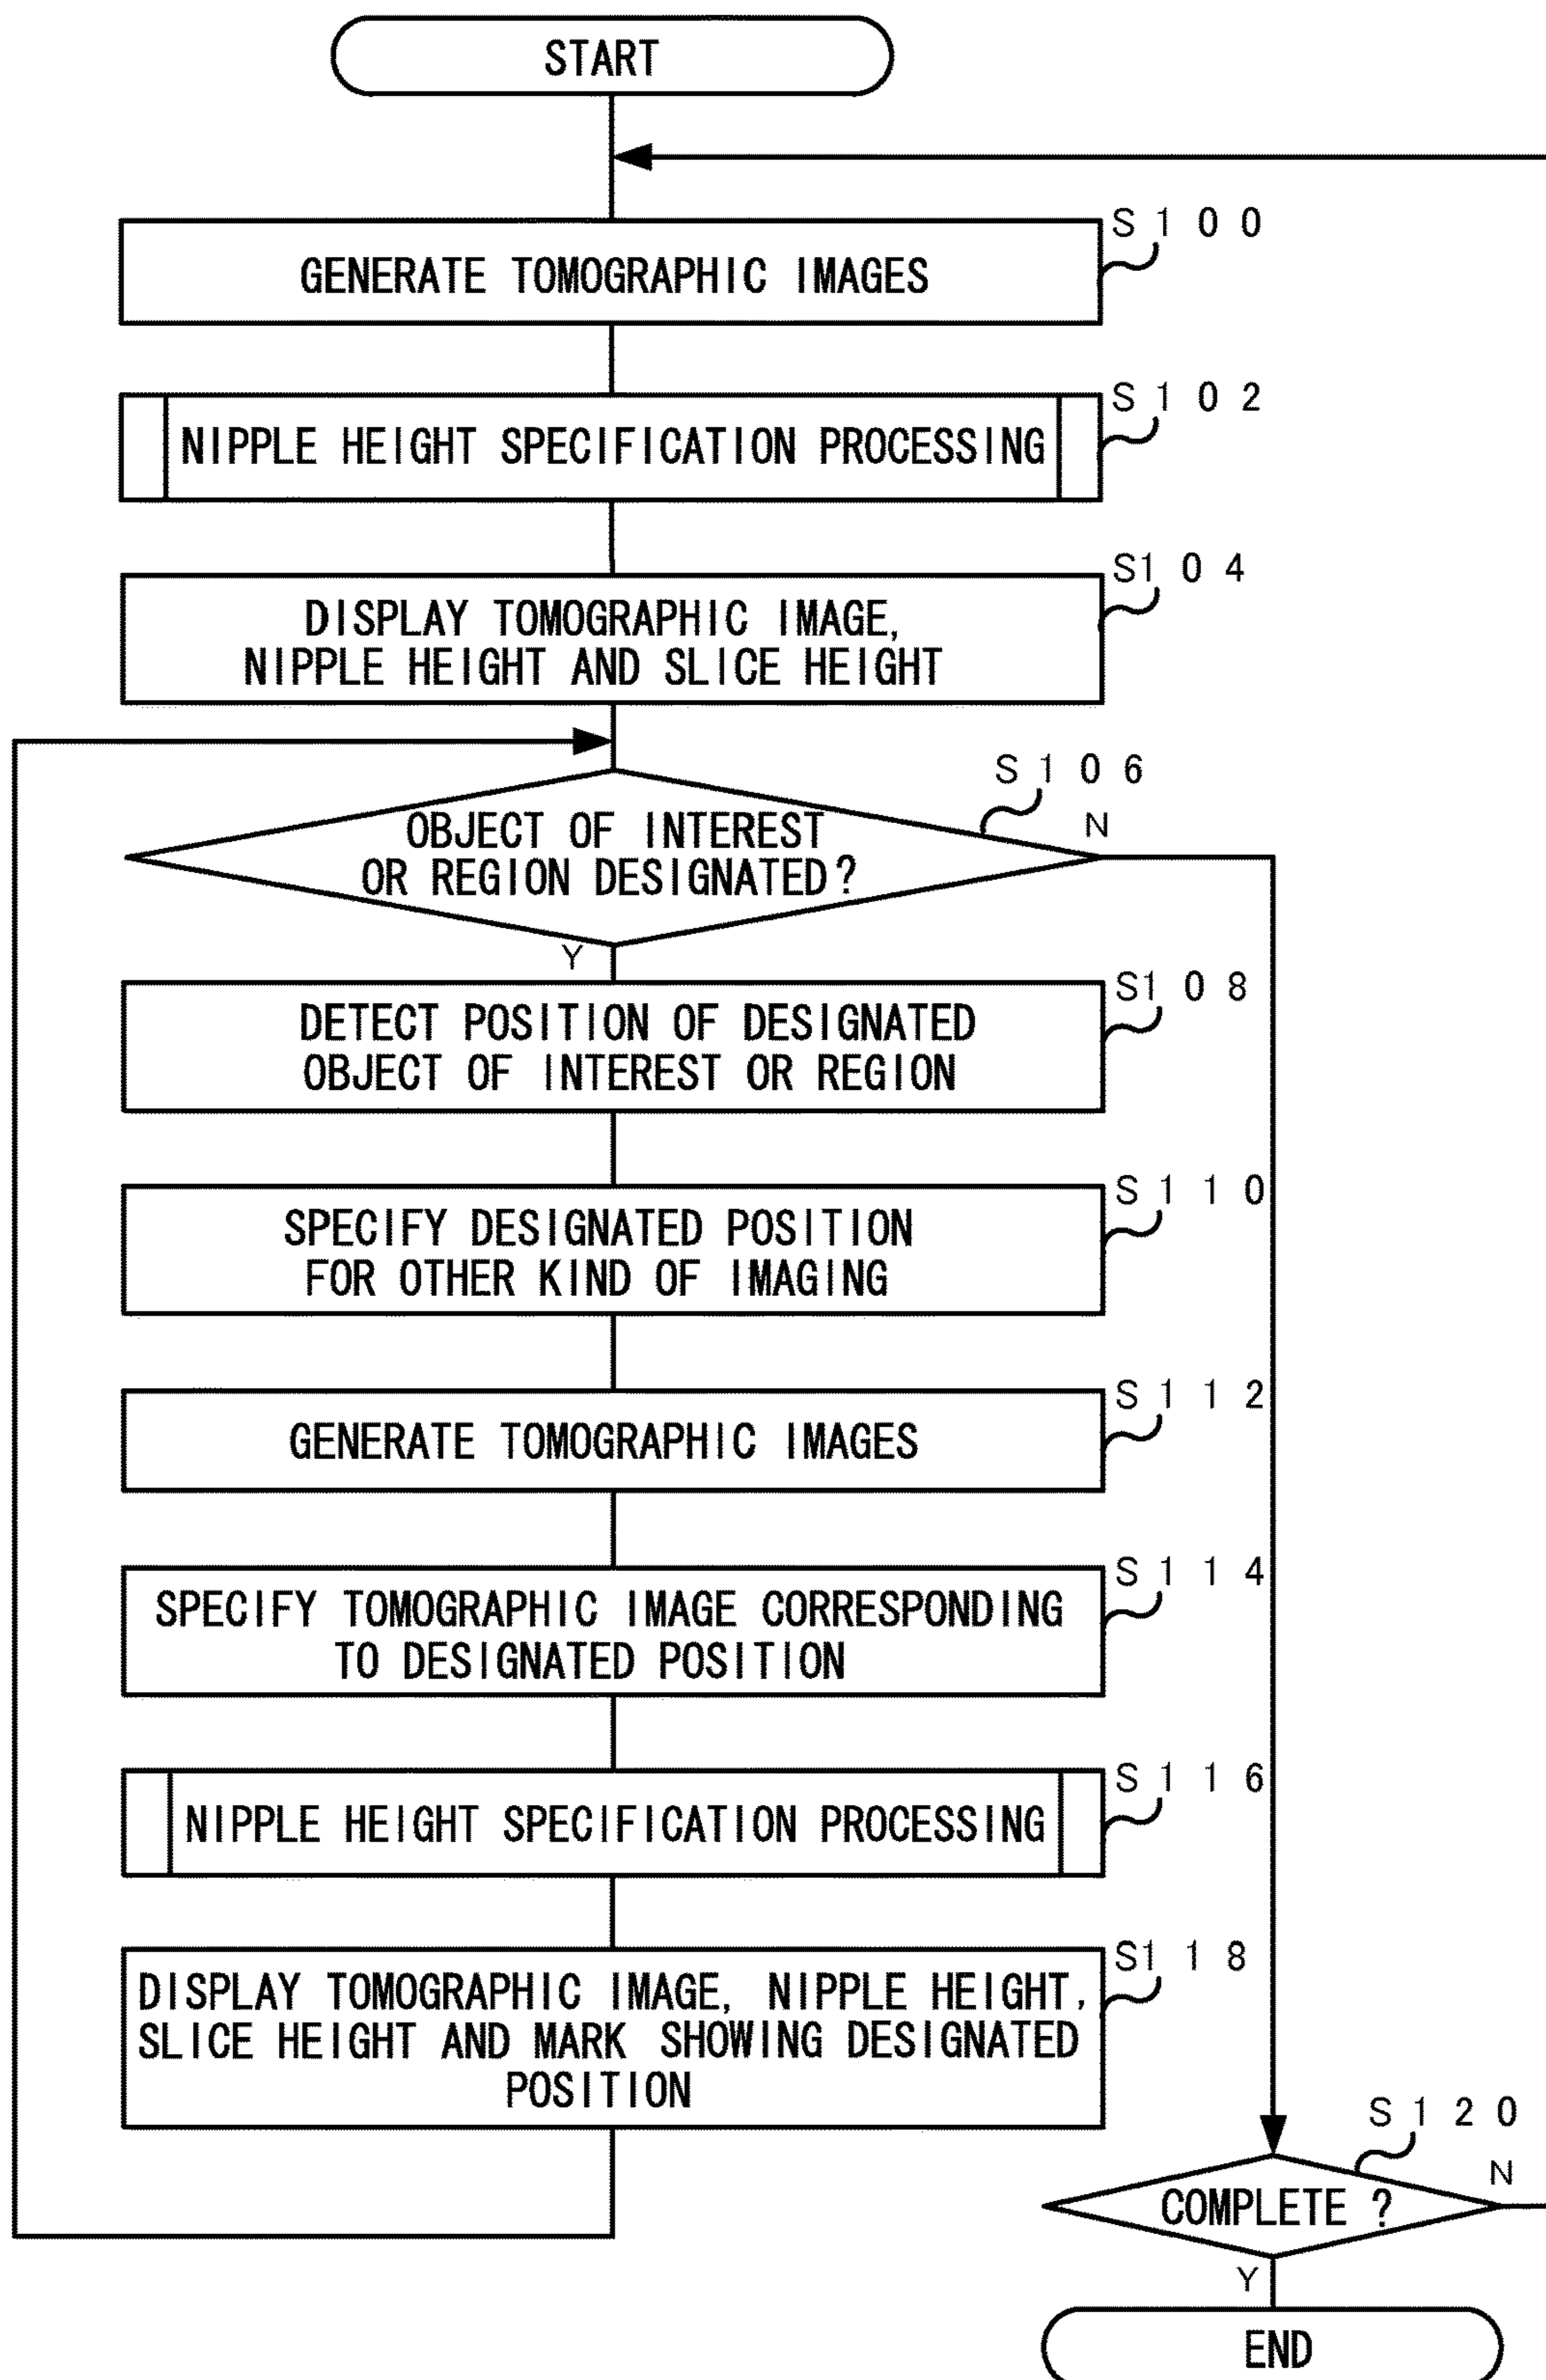 START
S100
GENERATE TOMOGRAPHIC IMAGES
S102
NIPPLE HEIGHT SPECIFICATION PROCESSING
S104
DISPLAY TOMOGRAPHIC IMAGE,
NIPPLE HEIGHT AND SLICE HEIGHT
S106
N
OBJECT OF INTEREST
OR REGION DESIGNATED?
Y
S108
DETECT POSITION OF DESIGNATED
OBJECT OF INTEREST OR REGION
S110
SPECIFY DESIGNATED POSITION
FOR OTHER KIND OF IMAGING
S112
GENERATE TOMOGRAPHIC IMAGES
S114
SPECIFY TOMOGRAPHIC IMAGE CORRESPONDING
TO DESIGNATED POSITION
S116
NIPPLE HEIGHT SPECIFICATION PROCESSING
S118
DISPLAY TOMOGRAPHIC IMAGE, NIPPLE HEIGHT,
SLICE HEIGHT AND MARK SHOWING DESIGNATED
POSITION
S120
N
COMPLETE ?
Y
END